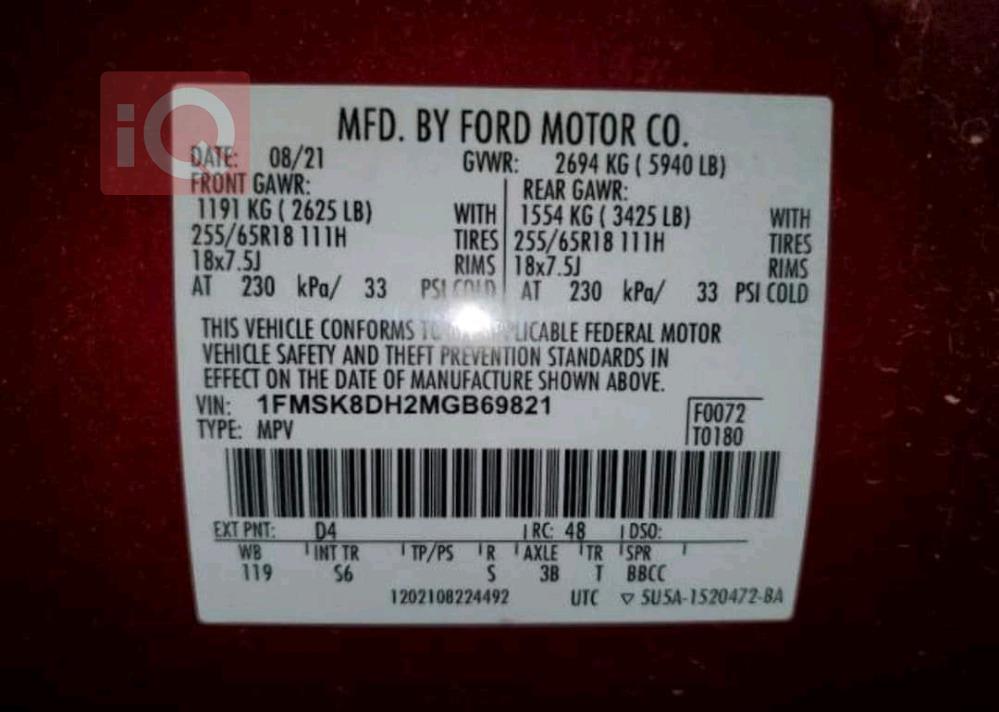 iQ
MFD. BY FORD MOTOR CO.
DATE: 08/21 GVWR: 2694 KG ( 5940 LB)
FRONT GAWR: REAR GAWR:
1191 KG ( 2625 LB) WITH 1554 KG ( 3425 LB) WITH
255/65R18 111H TIRES 255/65R18 111H TIRES
18x7.5J RIMS 18x7.5J RIMS
AT 230 kPa/ 33 PSI COLD AT 230 kPa/ 33 PSI COLD
THIS VEHICLE CONFORMS TO APPLICABLE FEDERAL MOTOR
VEHICLE SAFETY AND THEFT PREVENTION STANDARDS IN
EFFECT ON THE DATE OF MANUFACTURE SHOWN ABOVE.
VIN: 1FMSK8DH2MGB69821 F0072
TYPE: MPV T0180
EXT PNT: D4 RC: 48 DSO:
WB INT TR TP/PS R AXLE TR SPR
119 S6 S 3B T BBCC
1202108224492 UTC ▽ 5U5A-1520472-BA